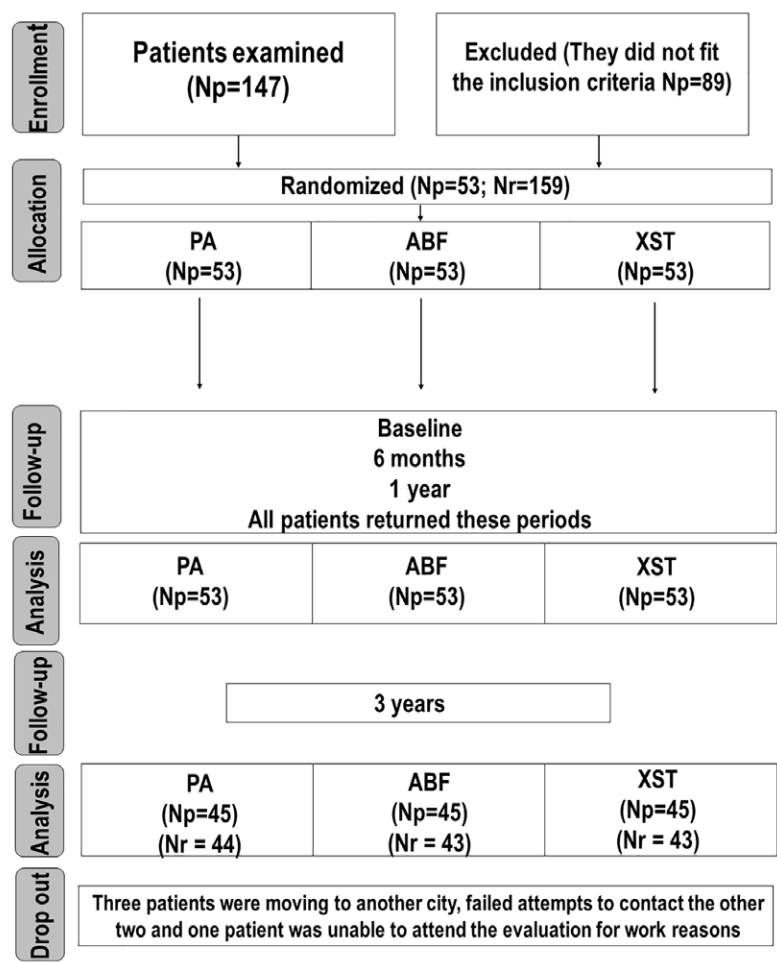 Enrollment
Patients examined
(Np=147)
Excluded (They did not fit
the inclusion criteria Np=89)
Allocation
Randomized (Np=53; Nr=159)
PA
(Np=53)
ABF
(Np=53)
XST
(Np=53)
Follow-up
Baseline
6 months
1 year
All patients returned these periods
Analysis
PA
(Np=53)
ABF
(Np=53)
XST
(Np=53)
Follow-up
3 years
Analysis
PA
(Np=45)
(Nr = 44)
ABF
(Np=45)
(Nr = 43)
XST
(Np=45)
(Nr = 43)
Drop out
Three patients were moving to another city, failed attempts to contact the other
two and one patient was unable to attend the evaluation for work reasons